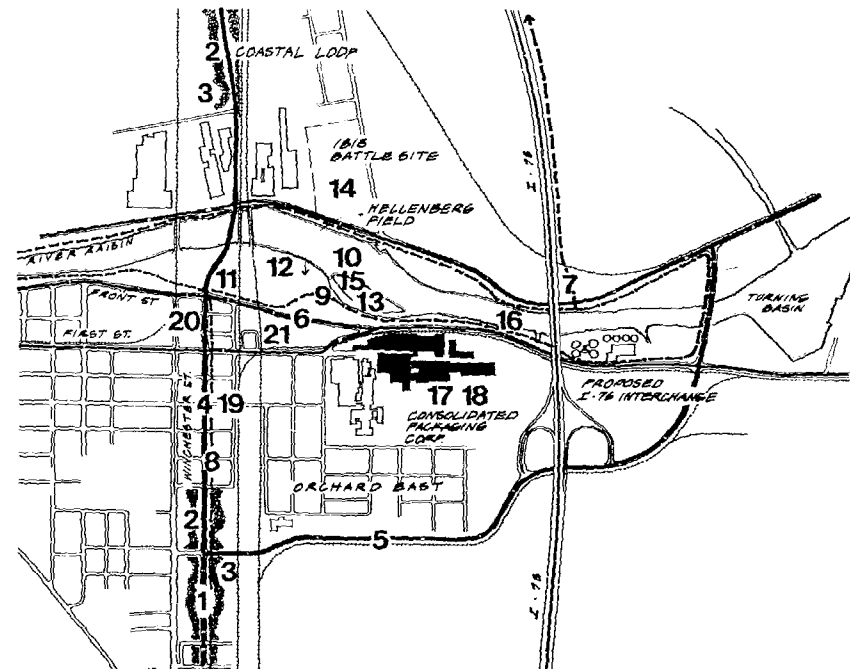 2
COASTAL LOOP
3
I-75
1813
BATTLE SITE
14
HELLENBERG
FIELD
RIVER RAISIN
10
12
11
15
9
13
7
FRONT ST
6
16
TURNING
BASIN
20
FIRST ST.
21
PROPOSED
I-75 INTERCHANGE
17 18
WINCHESTER ST.
4 19
CONSOLIDATED
PACKAGING
CORP.
8
ORCHARD EAST
2
5
3
1
I-75